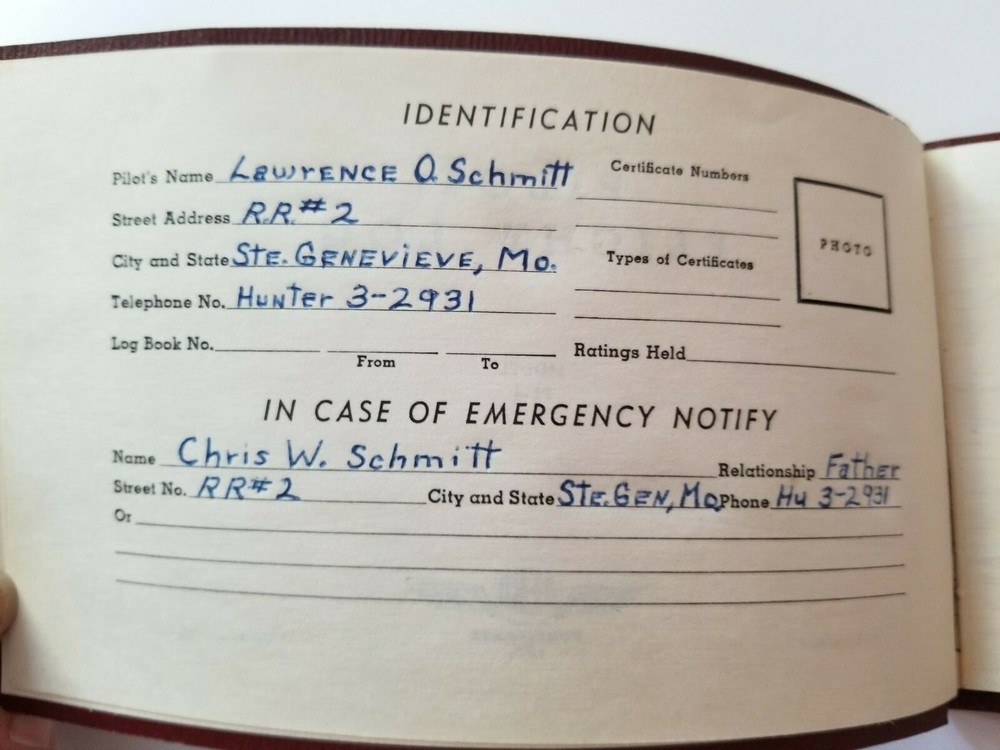 IDENTIFICATION
Pilot's Name Lawrence O. Schmitt
Certificate Numbers
Street Address R.R.#2
City and State Ste. Genevieve, Mo.
Types of Certificates
PHOTO
Telephone No. Hunter 3-2931
Log Book No.
From To
Ratings Held
IN CASE OF EMERGENCY NOTIFY
Name Chris W. Schmitt Relationship Father
Street No. RR#2 City and State Ste. Gen, Mo Phone Hu 3-2931
Or